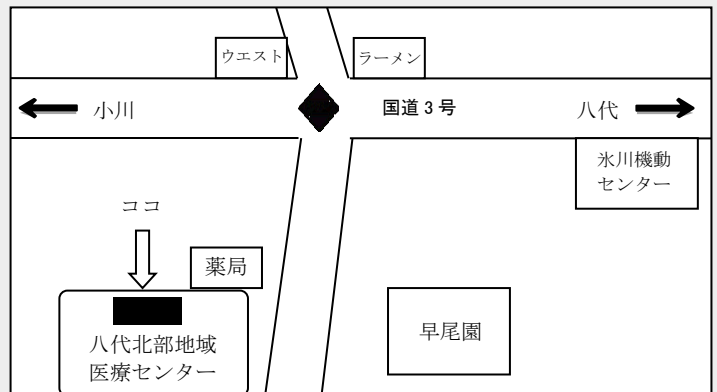 ウエスト
ラーメン
小川
国道３号
八代
氷川機動
センター
ココ
薬局
八代北部地域
医療センター
早尾園